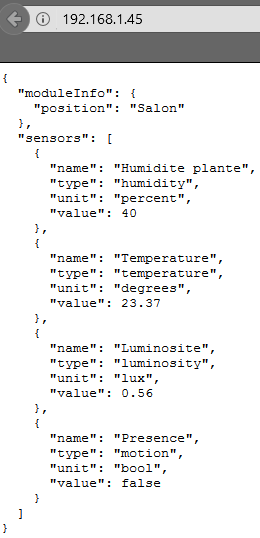 192.168.1.45
{
  "moduleInfo": {
    "position": "Salon"
  },
  "sensors": [
    {
      "name": "Humidite plante",
      "type": "humidity",
      "unit": "percent",
      "value": 40
    },
    {
      "name": "Temperature",
      "type": "temperature",
      "unit": "degrees",
      "value": 23.37
    },
    {
      "name": "Luminosite",
      "type": "luminosity",
      "unit": "lux",
      "value": 0.56
    },
    {
      "name": "Presence",
      "type": "motion",
      "unit": "bool",
      "value": false
    }
  ]
}